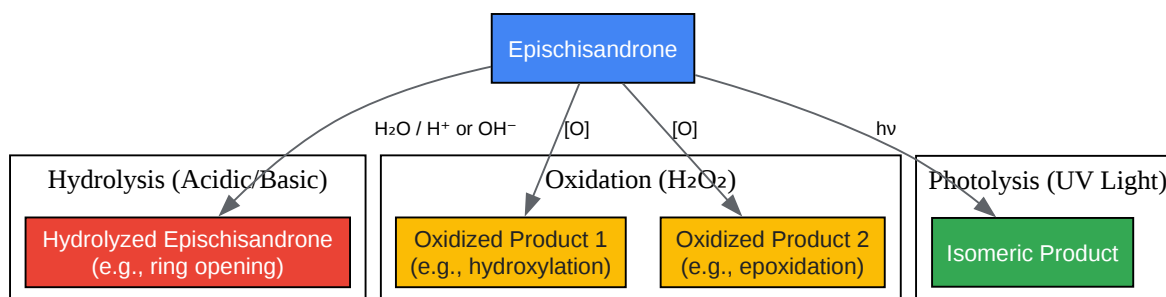 Epischisandrone
H₂O / H⁺ or OH⁻
[O]
[O]
hν
Hydrolysis (Acidic/Basic)
Oxidation (H₂O₂)
Photolysis (UV Light)
Hydrolyzed Epischisandrone
(e.g., ring opening)
Oxidized Product 1
(e.g., hydroxylation)
Oxidized Product 2
(e.g., epoxidation)
Isomeric Product